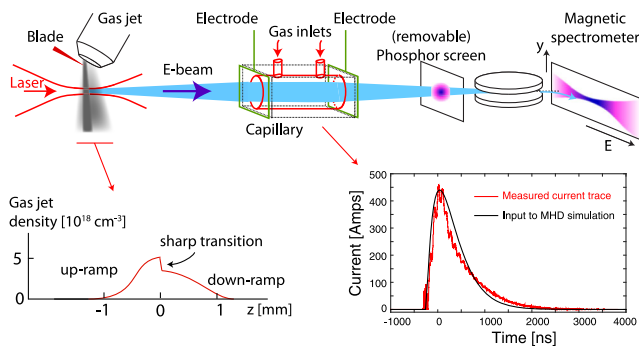 Gas jet
Blade
Laser
E-beam
Electrode
Gas inlets
Electrode
Capillary
(removable)
Phosphor screen
Magnetic
spectrometer
y
E
Gas jet
density [10¹⁸ cm⁻³]
sharp transition
up-ramp
down-ramp
5
0
-1
0
1
z [mm]
500
400
300
200
100
0
Current
[Amps]
Measured current trace
Input to MHD simulation
-1000
0
1000
2000
3000
4000
Time [ns]